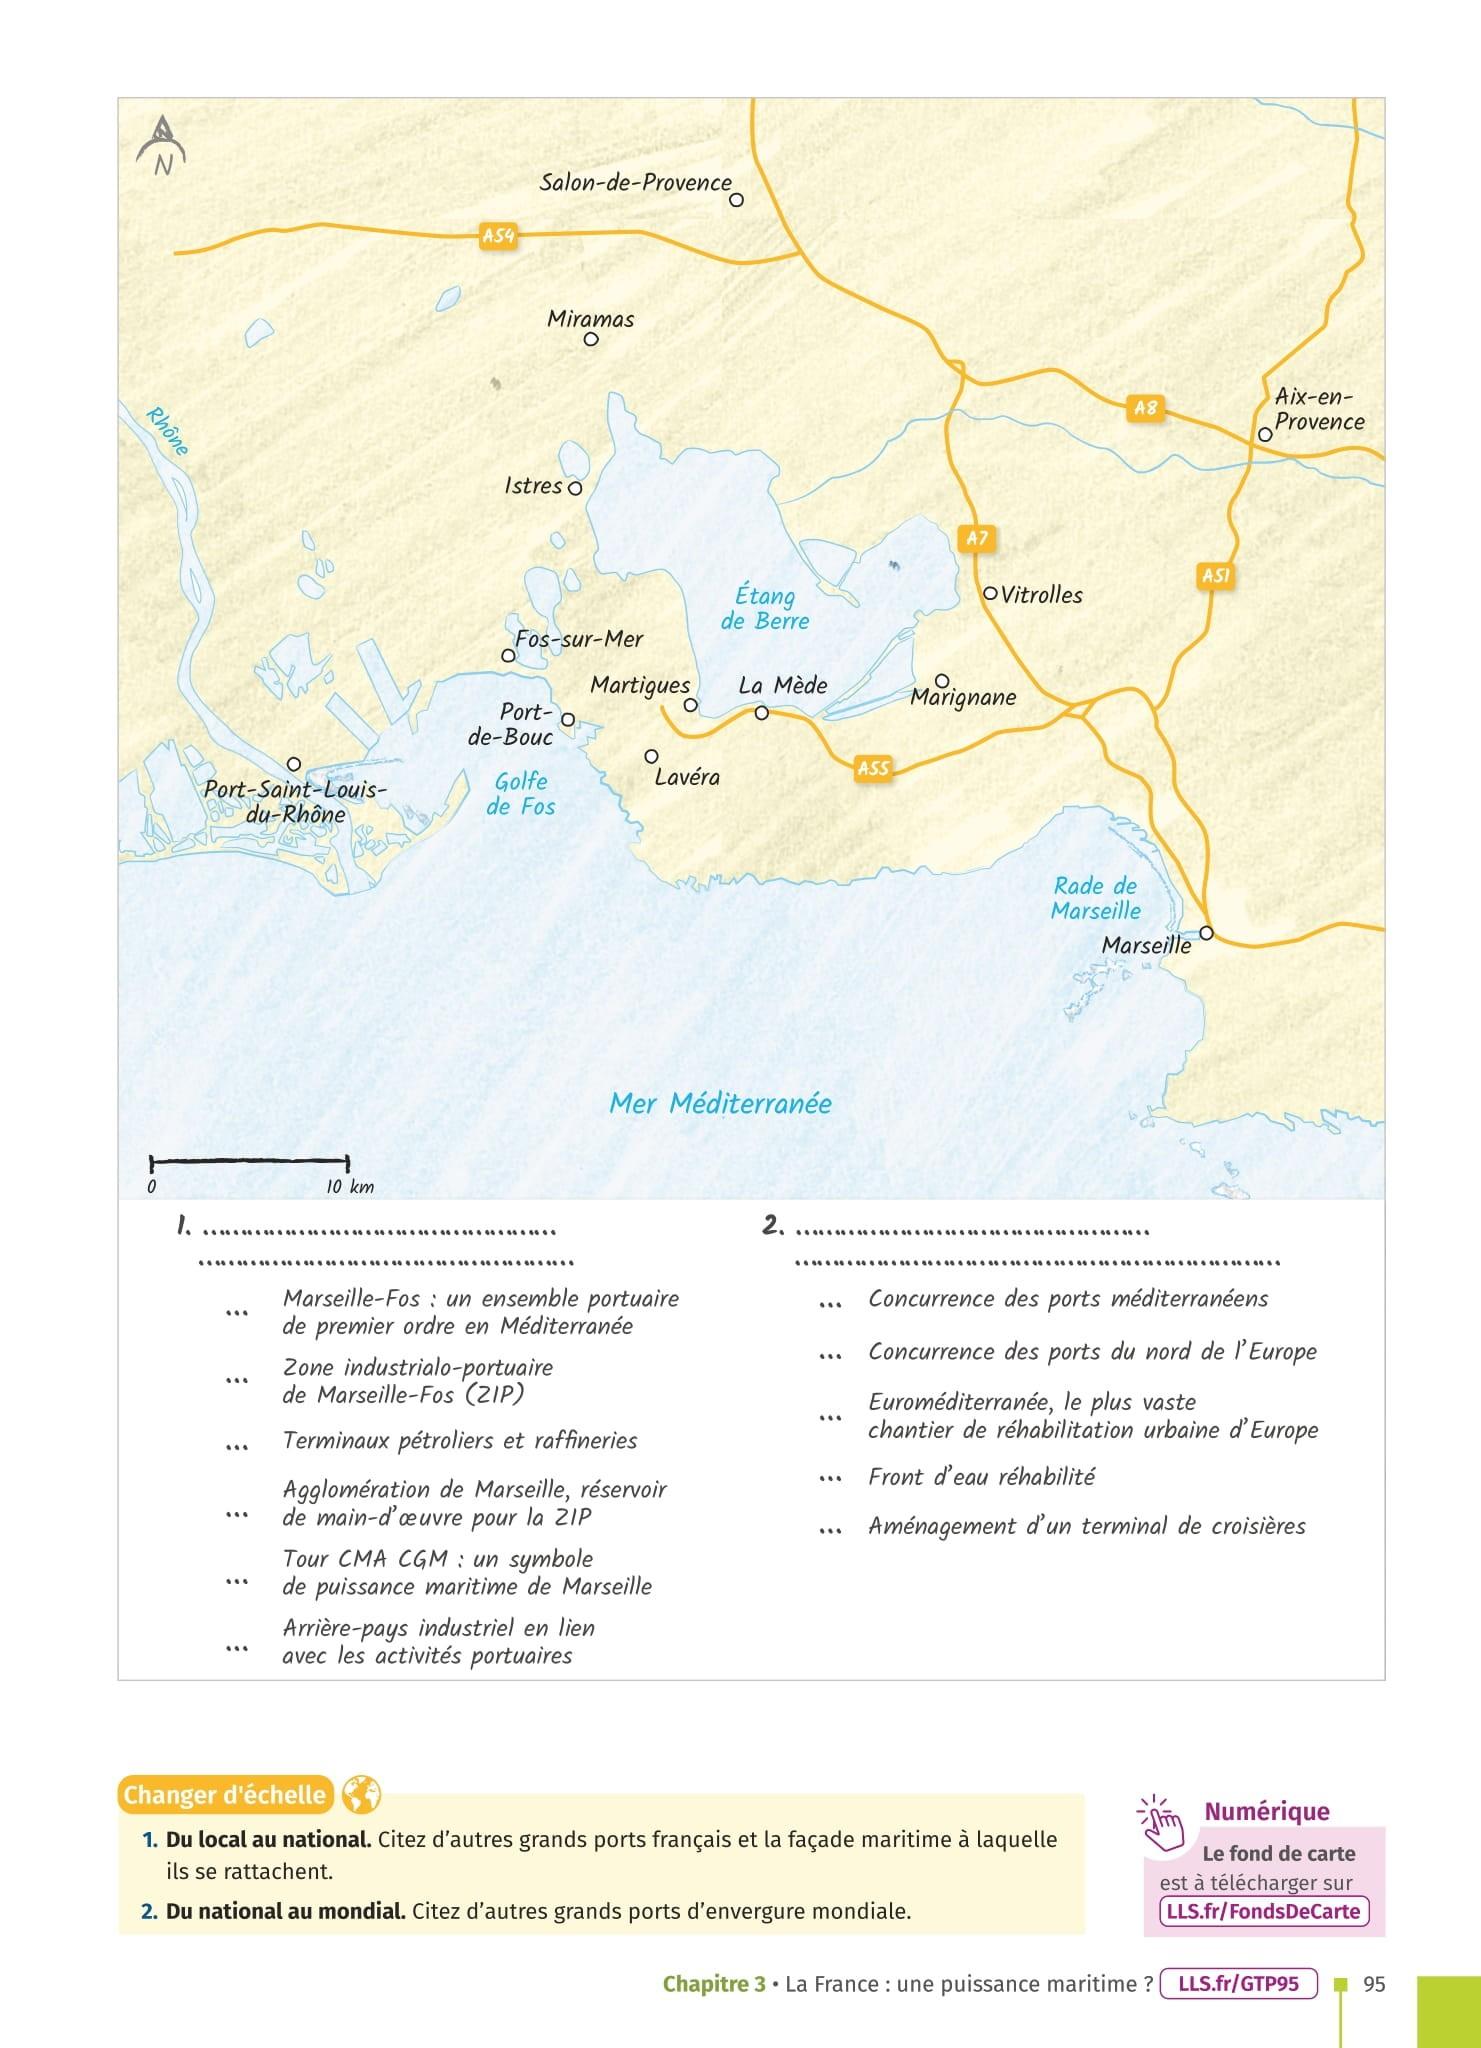 N
Salon-de-Provence
A54
Miramas
Rhône
A8
Aix-en-
Provence
Istres
A7
A51
Étang
de Berre
Vitrolles
Fos-sur-Mer
Martigues
La Mède
Marignane
Port-
de-Bouc
A55
Lavéra
Port-Saint-Louis-
du-Rhône
Golfe
de Fos
Rade de
Marseille
Marseille
Mer Méditerranée
0 10 km
1. ................................................
................................................
... Marseille-Fos : un ensemble portuaire
de premier ordre en Méditerranée
... Zone industrialo-portuaire
de Marseille-Fos (ZIP)
... Terminaux pétroliers et raffineries
... Agglomération de Marseille, réservoir
de main-d'œuvre pour la ZIP
... Tour CMA CGM : un symbole
de puissance maritime de Marseille
... Arrière-pays industriel en lien
avec les activités portuaires
2. ................................................
................................................
... Concurrence des ports méditerranéens
... Concurrence des ports du nord de l'Europe
... Euroméditerranée, le plus vaste
chantier de réhabilitation urbaine d'Europe
... Front d'eau réhabilité
... Aménagement d'un terminal de croisières
Changer d'échelle
1. Du local au national. Citez d'autres grands ports français et la façade maritime à laquelle
ils se rattachent.
2. Du national au mondial. Citez d'autres grands ports d'envergure mondiale.
Numérique
Le fond de carte
est à télécharger sur
LLS.fr/FondsDeCarte
Chapitre 3 • La France : une puissance maritime ? LLS.fr/GTP95 95